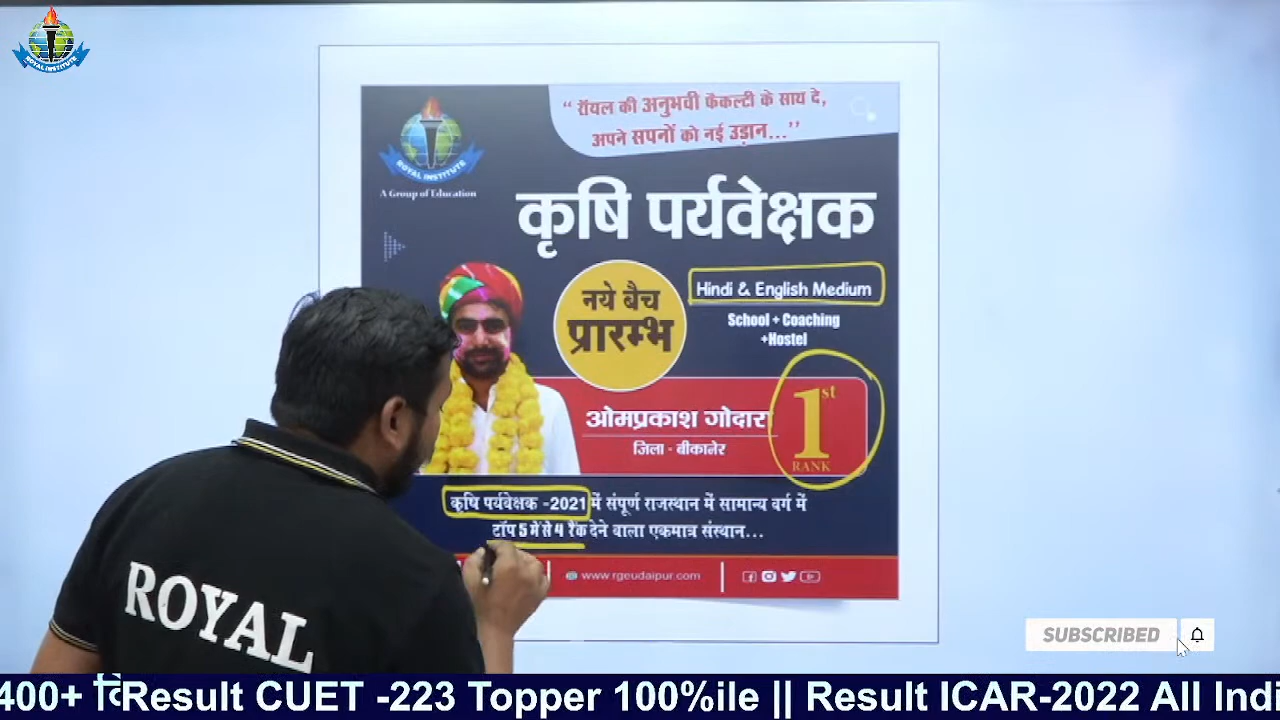 ROYAL INSTITUTE
“ रॉयल की अनुभवी फैकल्टी के साथ दे,
अपने सपनों को नई उड़ान...’’
ROYAL INSTITUTE
A Group of Education
कृषि पर्यवेक्षक
नये बैच
प्रारम्भ
Hindi & English Medium
School + Coaching
+Hostel
ओमप्रकाश गोदारा
जिला - बीकानेर
1st
RANK
कृषि पर्यवेक्षक -2021 में संपूर्ण राजस्थान में सामान्य वर्ग में
टॉप 5 में से 4 रैंक देने वाला एकमात्र संस्थान...
www.rgeudaipur.com
ROYAL
SUBSCRIBED
400+ Result CUET -223 Topper 100%ile || Result ICAR-2022 All Indi